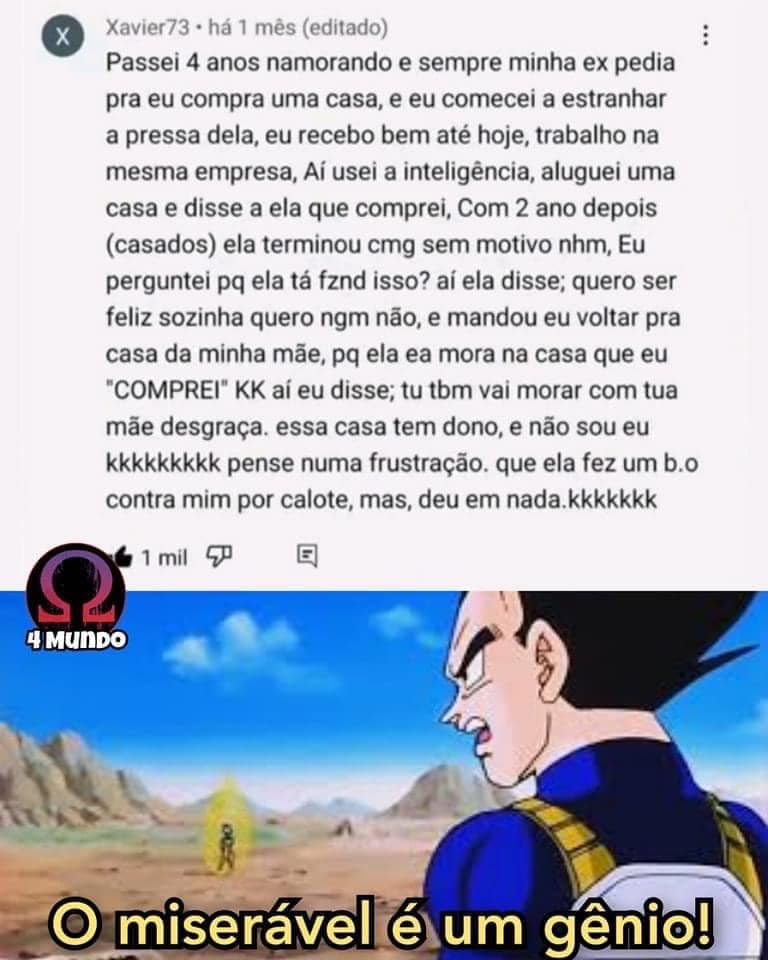 X
Xavier73 • há 1 mês (editado)
Passei 4 anos namorando e sempre minha ex pedia
pra eu compra uma casa, e eu comecei a estranhar
a pressa dela, eu recebo bem até hoje, trabalho na
mesma empresa, Aí usei a inteligência, aluguei uma
casa e disse a ela que comprei, Com 2 ano depois
(casados) ela terminou cmg sem motivo nhm, Eu
perguntei pq ela tá fznd isso? aí ela disse; quero ser
feliz sozinha quero ngm não, e mandou eu voltar pra
casa da minha mãe, pq ela ea mora na casa que eu
"COMPREI" KK aí eu disse; tu tbm vai morar com tua
mãe desgraça. essa casa tem dono, e não sou eu
kkkkkkkkk pense numa frustração. que ela fez um b.o
contra mim por calote, mas, deu em nada.kkkkkkk
1 mil
Ω
4 MUNDO
O miserável é um gênio!